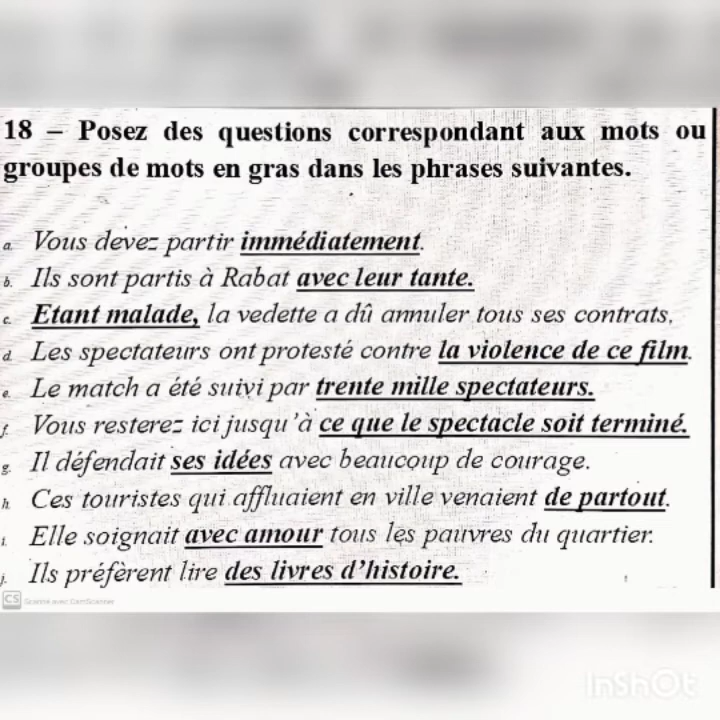 18 – Posez des questions correspondant aux mots ou
groupes de mots en gras dans les phrases suivantes.
a. Vous devez partir immédiatement.
b. Ils sont partis à Rabat avec leur tante.
c. Etant malade, la vedette a dû annuler tous ses contrats.
d. Les spectateurs ont protesté contre la violence de ce film.
e. Le match a été suivi par trente mille spectateurs.
f. Vous resterez ici jusqu'à ce que le spectacle soit terminé.
g. Il défendait ses idées avec beaucoup de courage.
h. Ces touristes qui affluaient en ville venaient de partout.
i. Elle soignait avec amour tous les pauvres du quartier.
j. Ils préfèrent lire des livres d'histoire.
CS Scanné avec CamScanner
InShOt